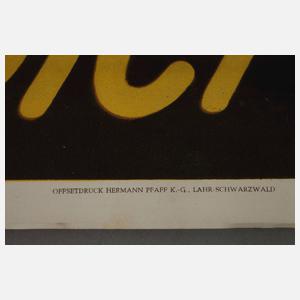 OFFSETDRUCK HERMANN PFAFF K.-G., LAHR-SCHWARZWALD